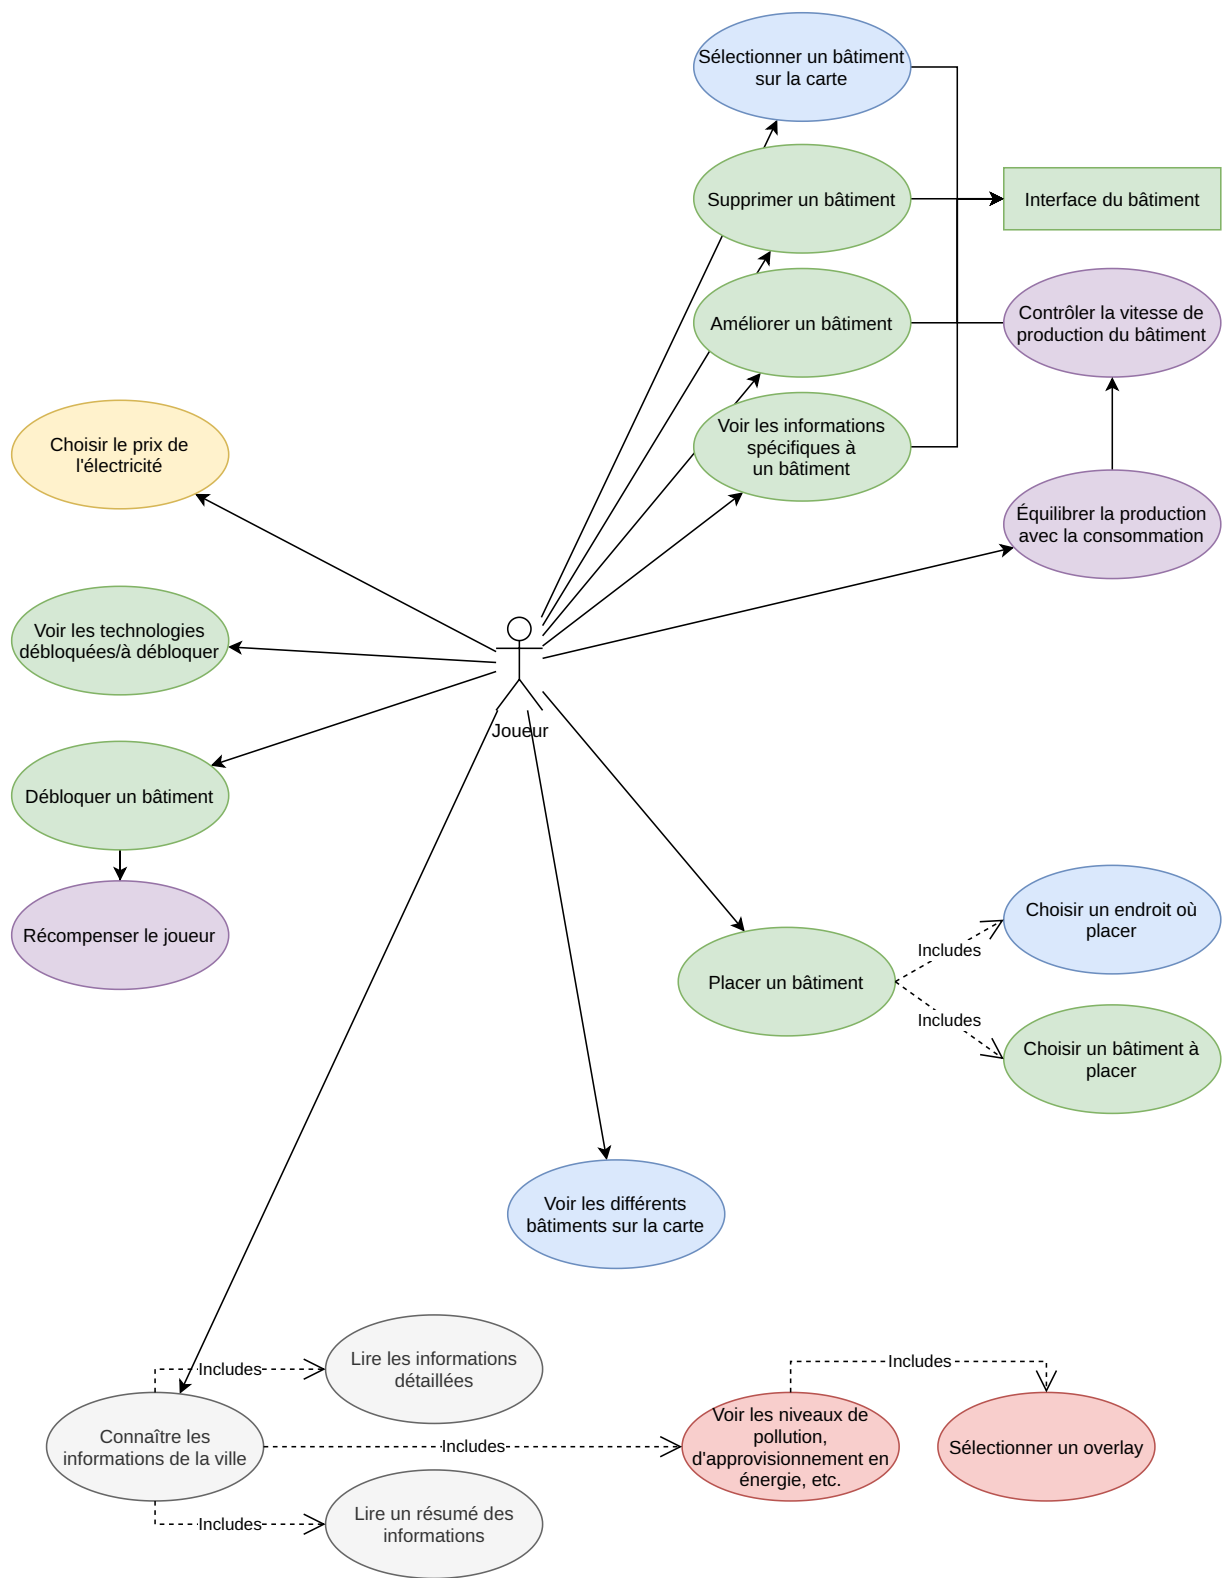 Sélectionner un bâtiment
sur la carte
Supprimer un bâtiment
Interface du bâtiment
Améliorer un bâtiment
Contrôler la vitesse de
production du bâtiment
Voir les informations
spécifiques à
un bâtiment
Choisir le prix de
l'électricité
Équilibrer la production
avec la consommation
Voir les technologies
débloquées/à débloquer
Joueur
Débloquer un bâtiment
Récompenser le joueur
Choisir un endroit où
placer
Includes
Placer un bâtiment
Includes
Choisir un bâtiment à
placer
Voir les différents
bâtiments sur la carte
Lire les informations
détaillées
Includes
Includes
Connaître les
informations de la ville
Includes
Voir les niveaux de
pollution,
d'approvisionnement en
énergie, etc.
Sélectionner un overlay
Includes
Lire un résumé des
informations